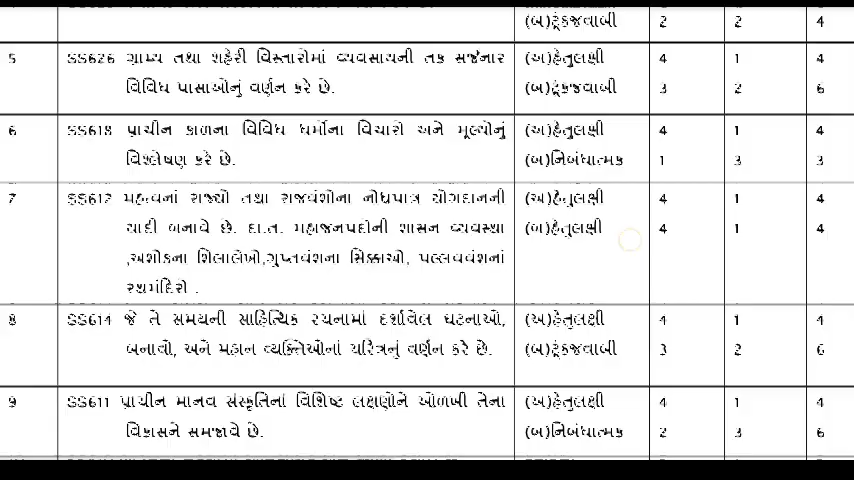 (બ)ટૂંકજવાબી 2 2 4
5 SS626 ગ્રામ્ય તથા શહેરી વિસ્તારોમાં વ્યવસાયની તક સર્જનાર (અ)હેતુલક્ષી 4 1 4
વિવિધ પાસાઓનું વર્ણન કરે છે. (બ)ટૂંકજવાબી 3 2 6
6 SS618 પ્રાચીન કાળના વિવિધ ધર્મોના વિચારો અને મૂલ્યોનું (અ)હેતુલક્ષી 4 1 4
વિશ્લેષણ કરે છે. (બ)નિબંધાત્મક 1 3 3
7 SS612 મહત્વનાં રાજ્યો તથા રાજવંશોના નોંધપાત્ર યોગદાનની (અ)હેતુલક્ષી 4 1 4
યાદી બનાવે છે. દા.ત. મહાજનપદોની શાસન વ્યવસ્થા (બ)હેતુલક્ષી 4 1 4
,અશોકના શિલાલેખો,ગુપ્તવંશના સિક્કાઓ, પલ્લવવંશનાં
રથમંદિરો .
8 SS614 જે તે સમયની સાહિત્યિક રચનામાં દર્શાવેલ ઘટનાઓ, (અ)હેતુલક્ષી 4 1 4
બનાવો, અને મહાન વ્યક્તિઓનાં ચરિત્રનું વર્ણન કરે છે. (બ)ટૂંકજવાબી 3 2 6
9 SS611 પ્રાચીન માનવ સંસ્કૃતિનાં વિશિષ્ટ લક્ષણોને ઓળખી તેના (અ)હેતુલક્ષી 4 1 4
વિકાસને સમજાવે છે. (બ)નિબંધાત્મક 2 3 6